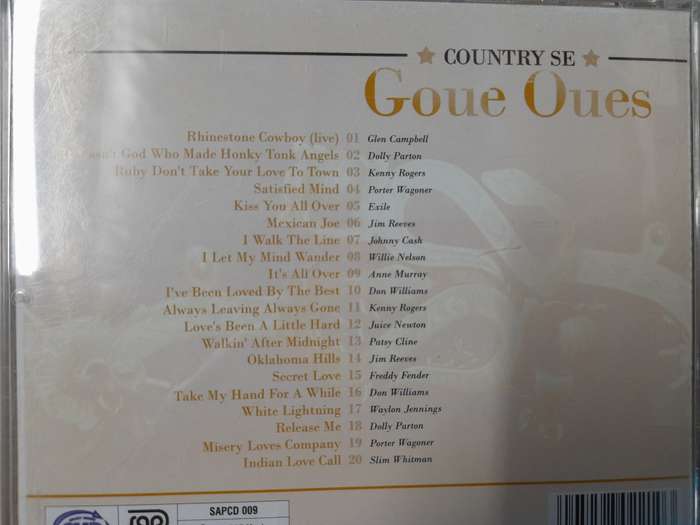 COUNTRY SE
Goue Oues
Rhinestone Cowboy (live) 01 Glen Campbell
God Who Made Honky Tonk Angels 02 Dolly Parton
Ruby Don't Take Your Love To Town 03 Kenny Rogers
Satisfied Mind 04 Porter Wagoner
Kiss You All Over 05 Exile
Mexican Joe 06 Jim Reeves
I Walk The Line 07 Johnny Cash
I Let My Mind Wander 08 Willie Nelson
It's All Over 09 Anne Murray
I've Been Loved By The Best 10 Don Williams
Always Leaving Always Gone 11 Kenny Rogers
Love's Been A Little Hard 12 Juice Newton
Walkin' After Midnight 13 Patsy Cline
Oklahoma Hills 14 Jim Reeves
Secret Love 15 Freddy Fender
Take My Hand For A While 16 Don Williams
White Lightning 17 Waylon Jennings
Release Me 18 Dolly Parton
Misery Loves Company 19 Porter Wagoner
Indian Love Call 20 Slim Whitman
SAPCD 009